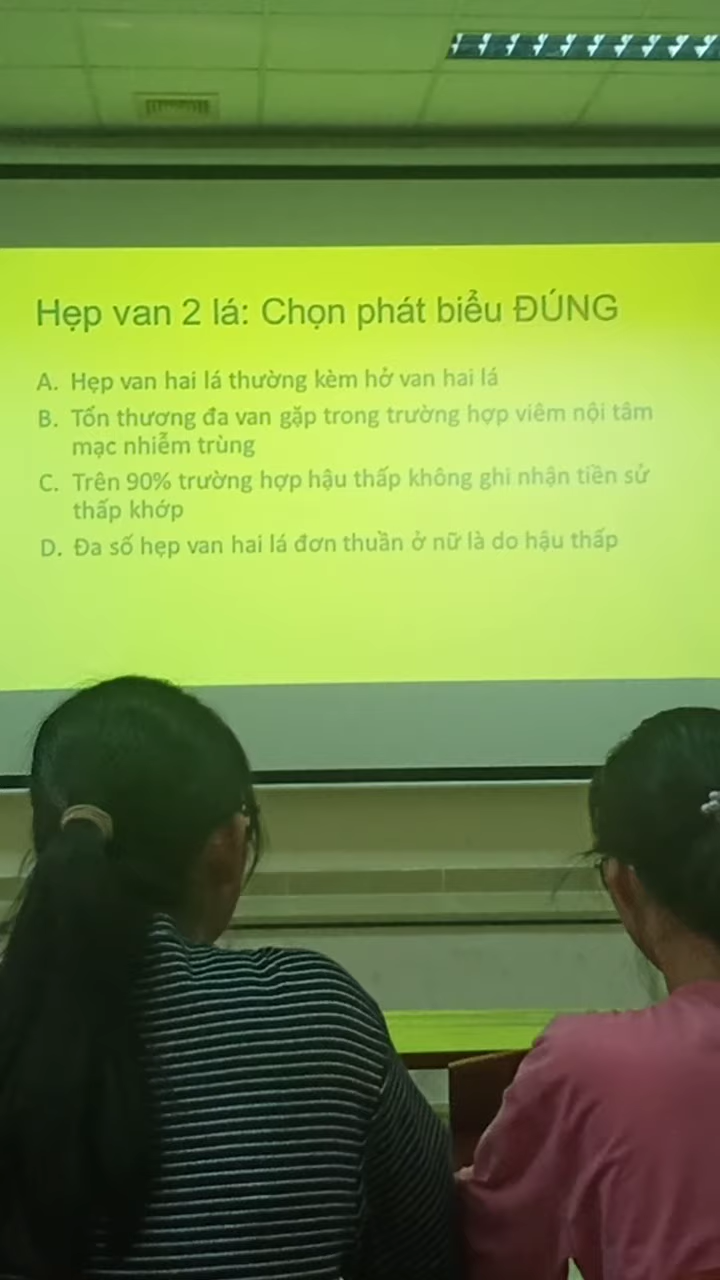 Hẹp van 2 lá: Chọn phát biểu ĐÚNG
A. Hẹp van hai lá thường kèm hở van hai lá
B. Tổn thương đa van gặp trong trường hợp viêm nội tâm
mạc nhiễm trùng
C. Trên 90% trường hợp hậu thấp không ghi nhận tiền sử
thấp khớp
D. Đa số hẹp van hai lá đơn thuần ở nữ là do hậu thấp